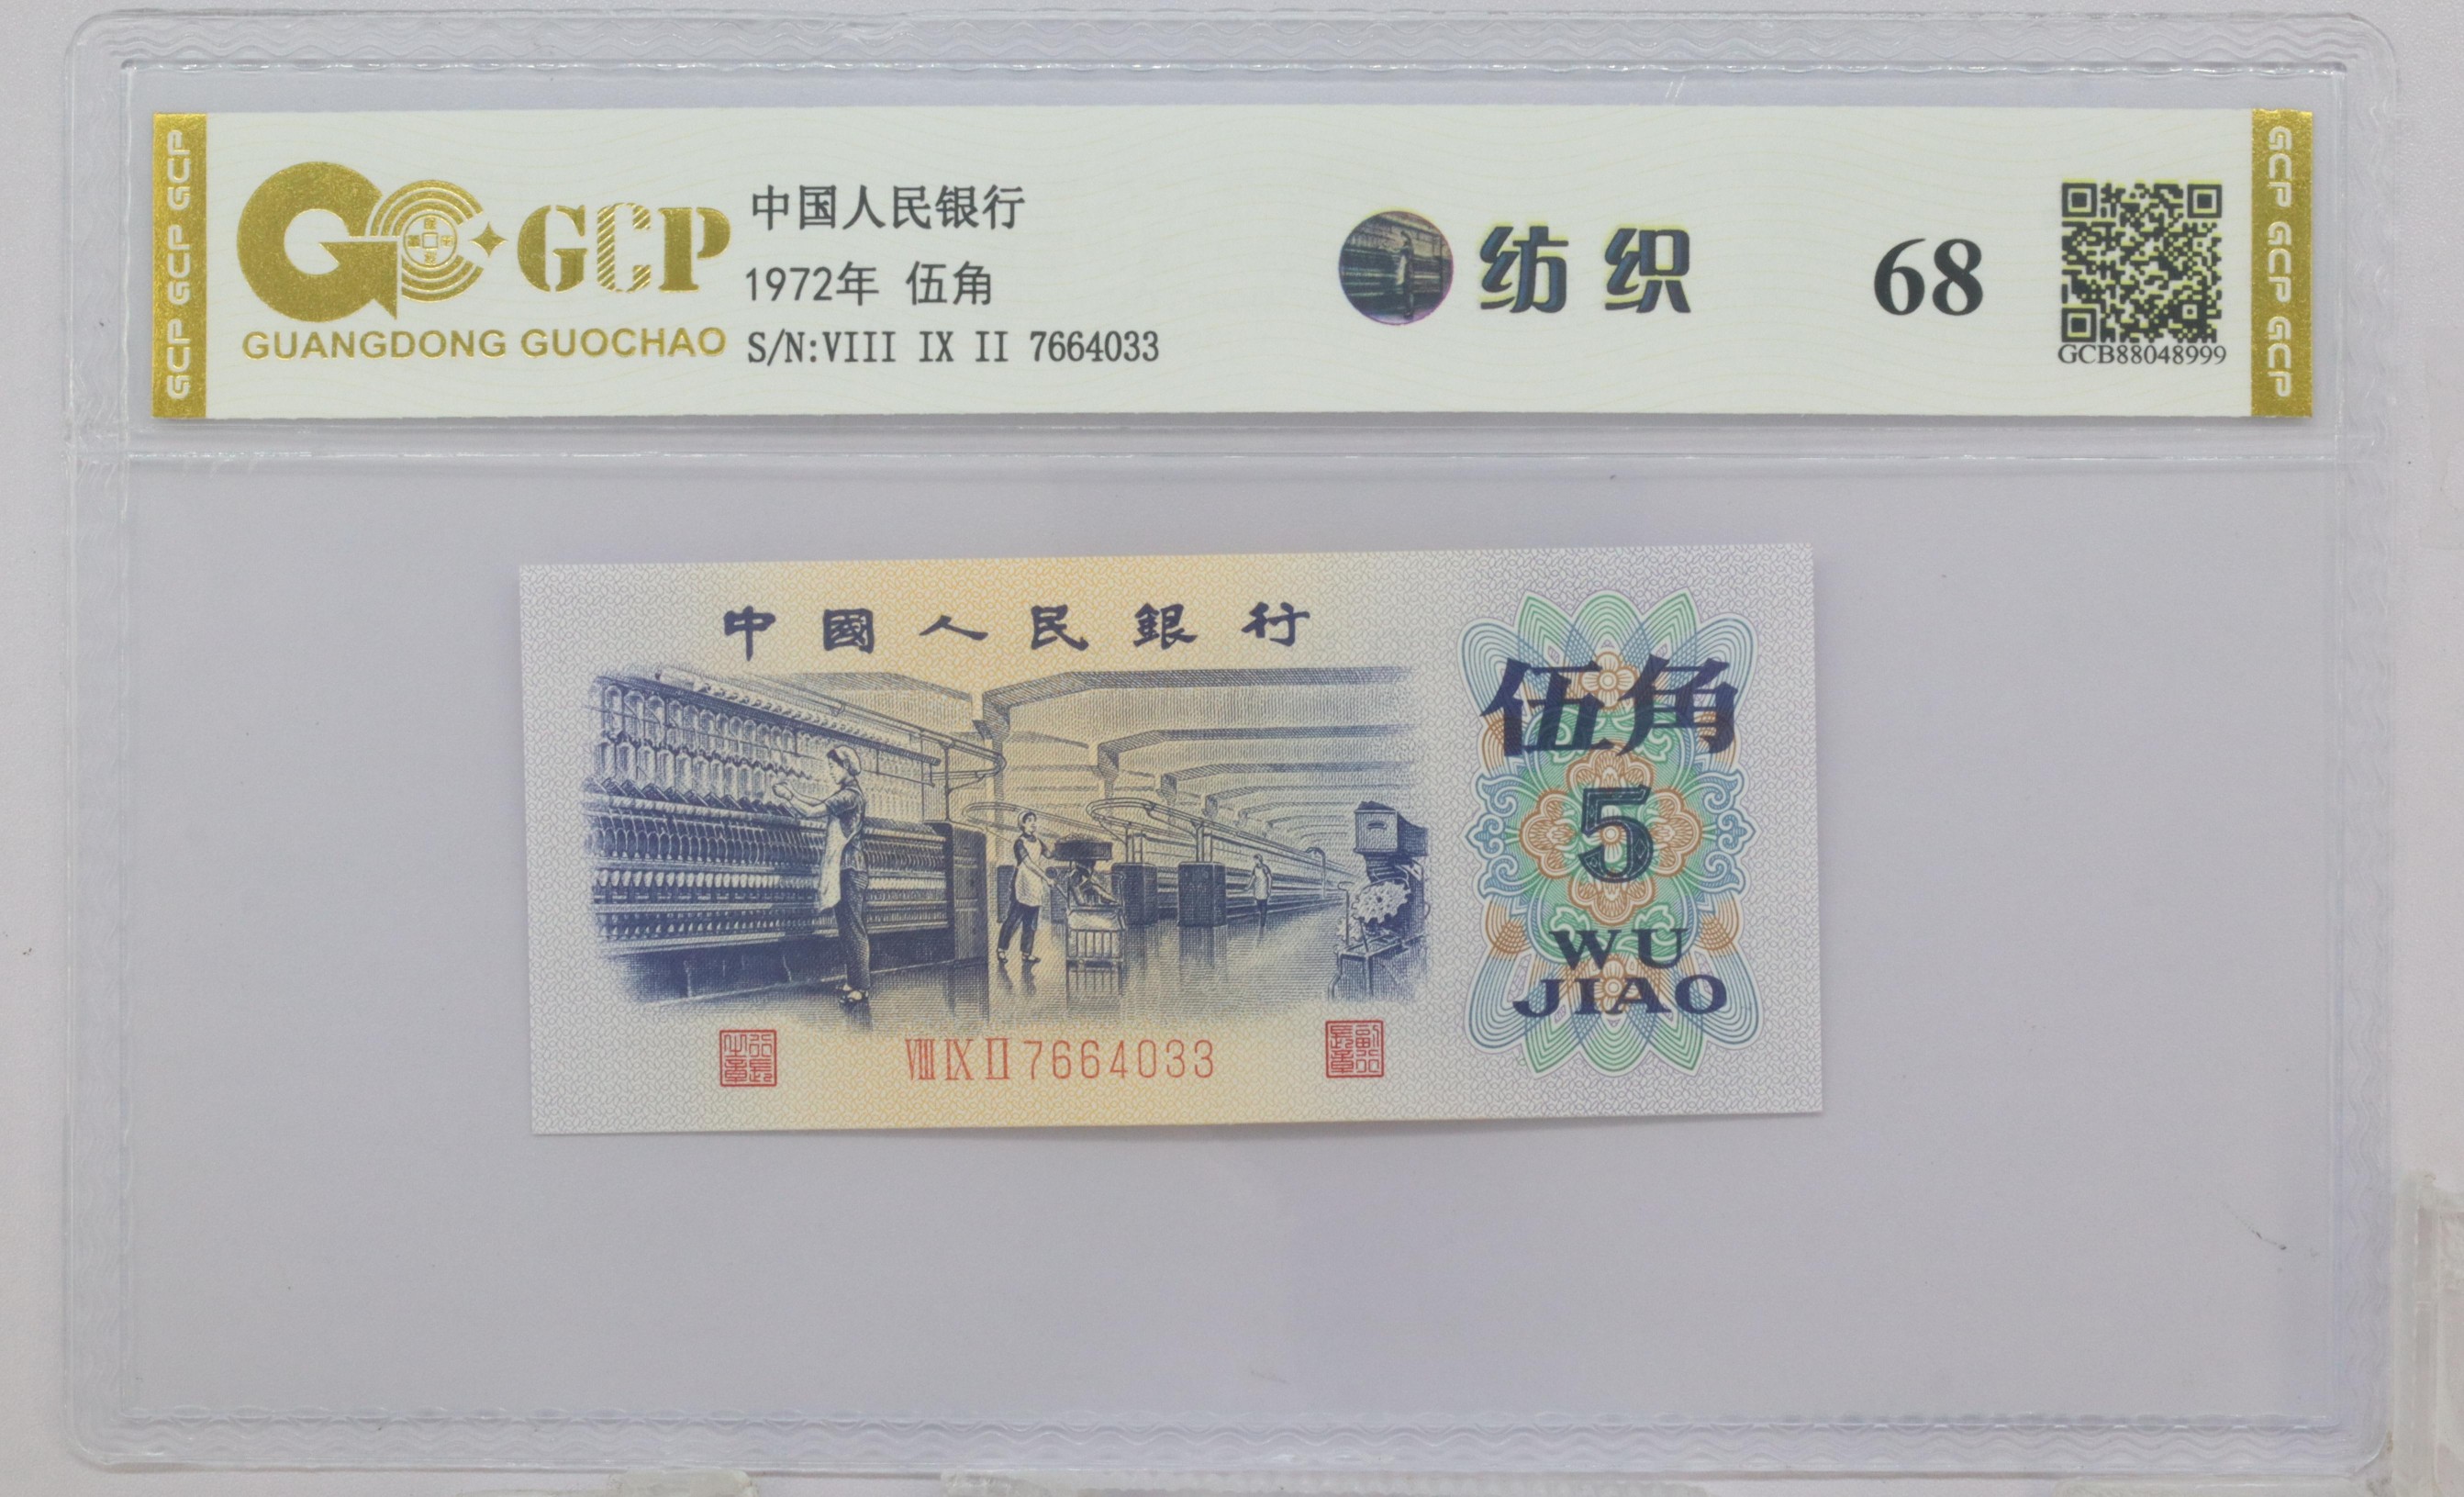 GCP GCP GCP
GCP
GUANGDONG GUOCHAO
中国人民银行
1972年 伍角
S/N:VIII IX II 7664033
纺织
68
GCB88048999
GCP GCP GCP
中國人民銀行
伍角
5
WU
JIAO
VIII IX II 7664033